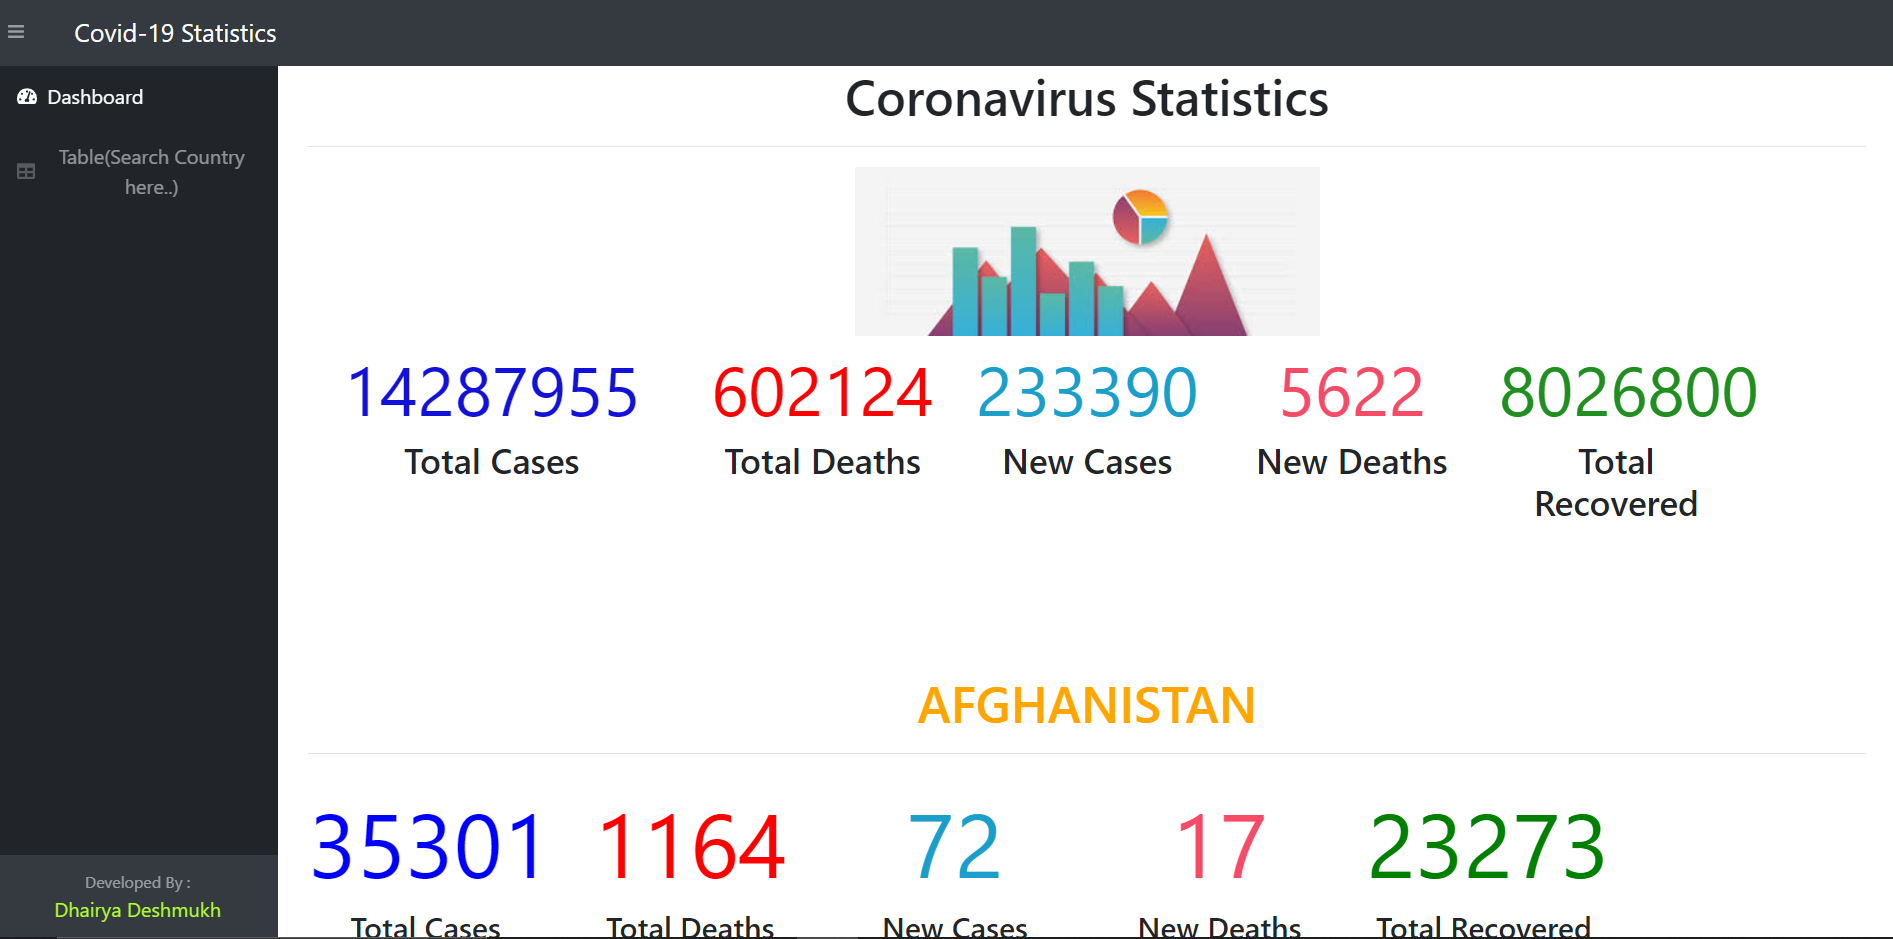 Covid-19 Statistics
Dashboard
Table(Search Country
here..)
Developed By :
Dhairya Deshmukh
Coronavirus Statistics
14287955 602124 233390 5622 8026800
Total Cases Total Deaths New Cases New Deaths Total
Recovered
AFGHANISTAN
35301 1164 72 17 23273
Total Cases Total Deaths New Cases New Deaths Total Recovered